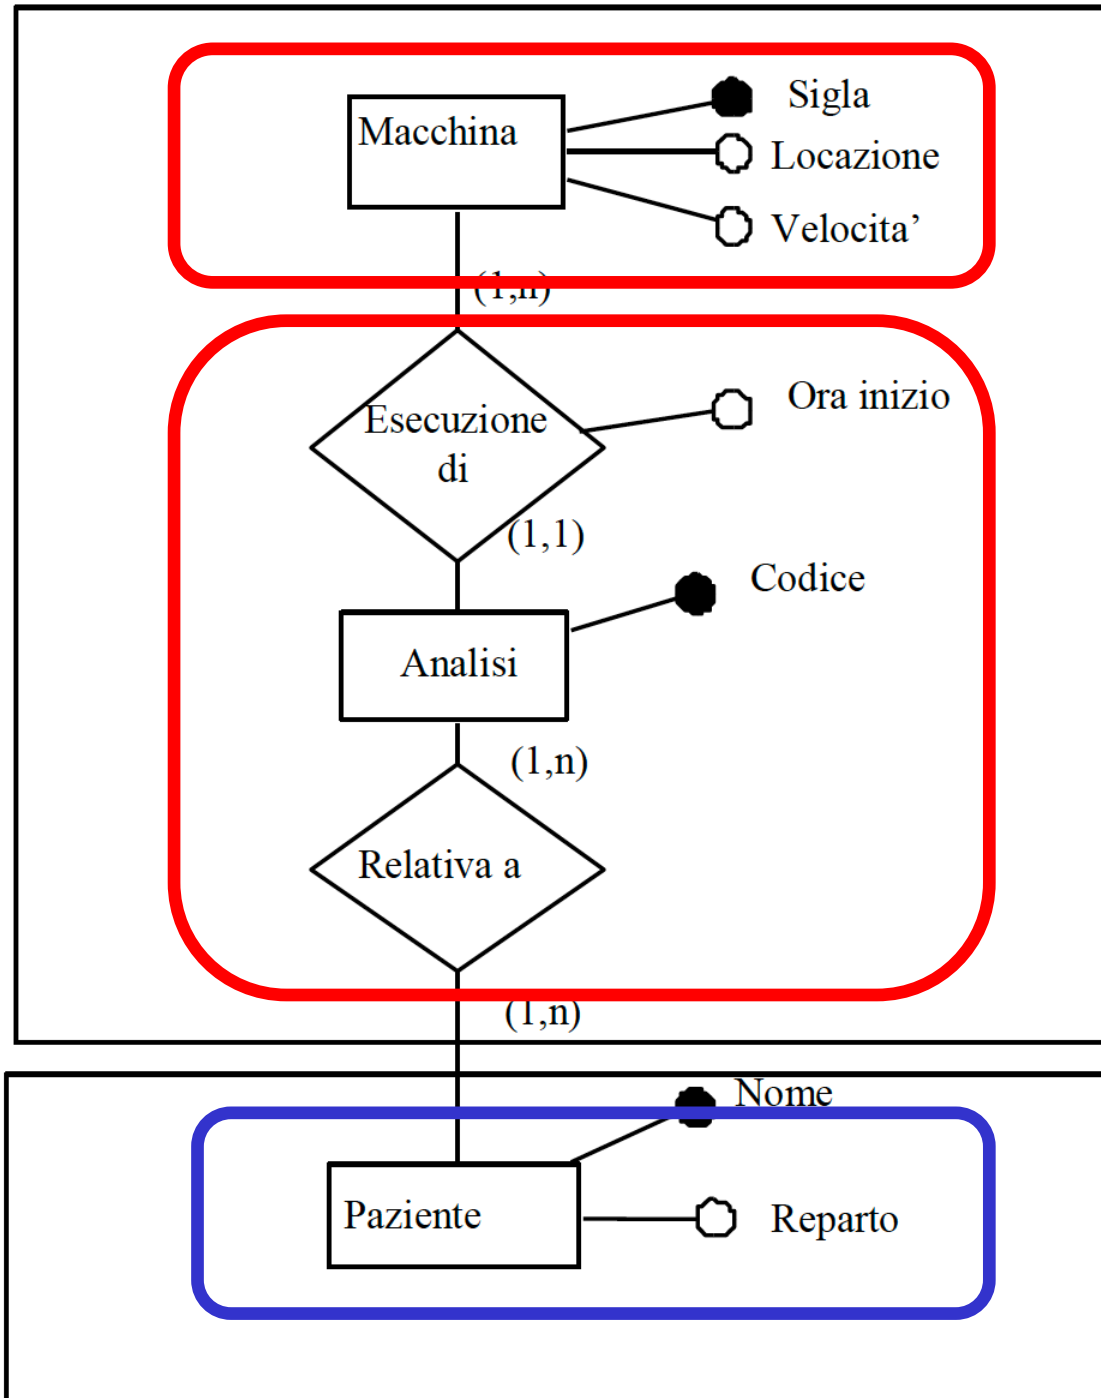 Sigla
Macchina
Locazione
Velocita’
(1,n)
Ora inizio
Esecuzione
di
(1,1)
Codice
Analisi
(1,n)
Relativa a
(1,n)
Nome
Paziente
Reparto